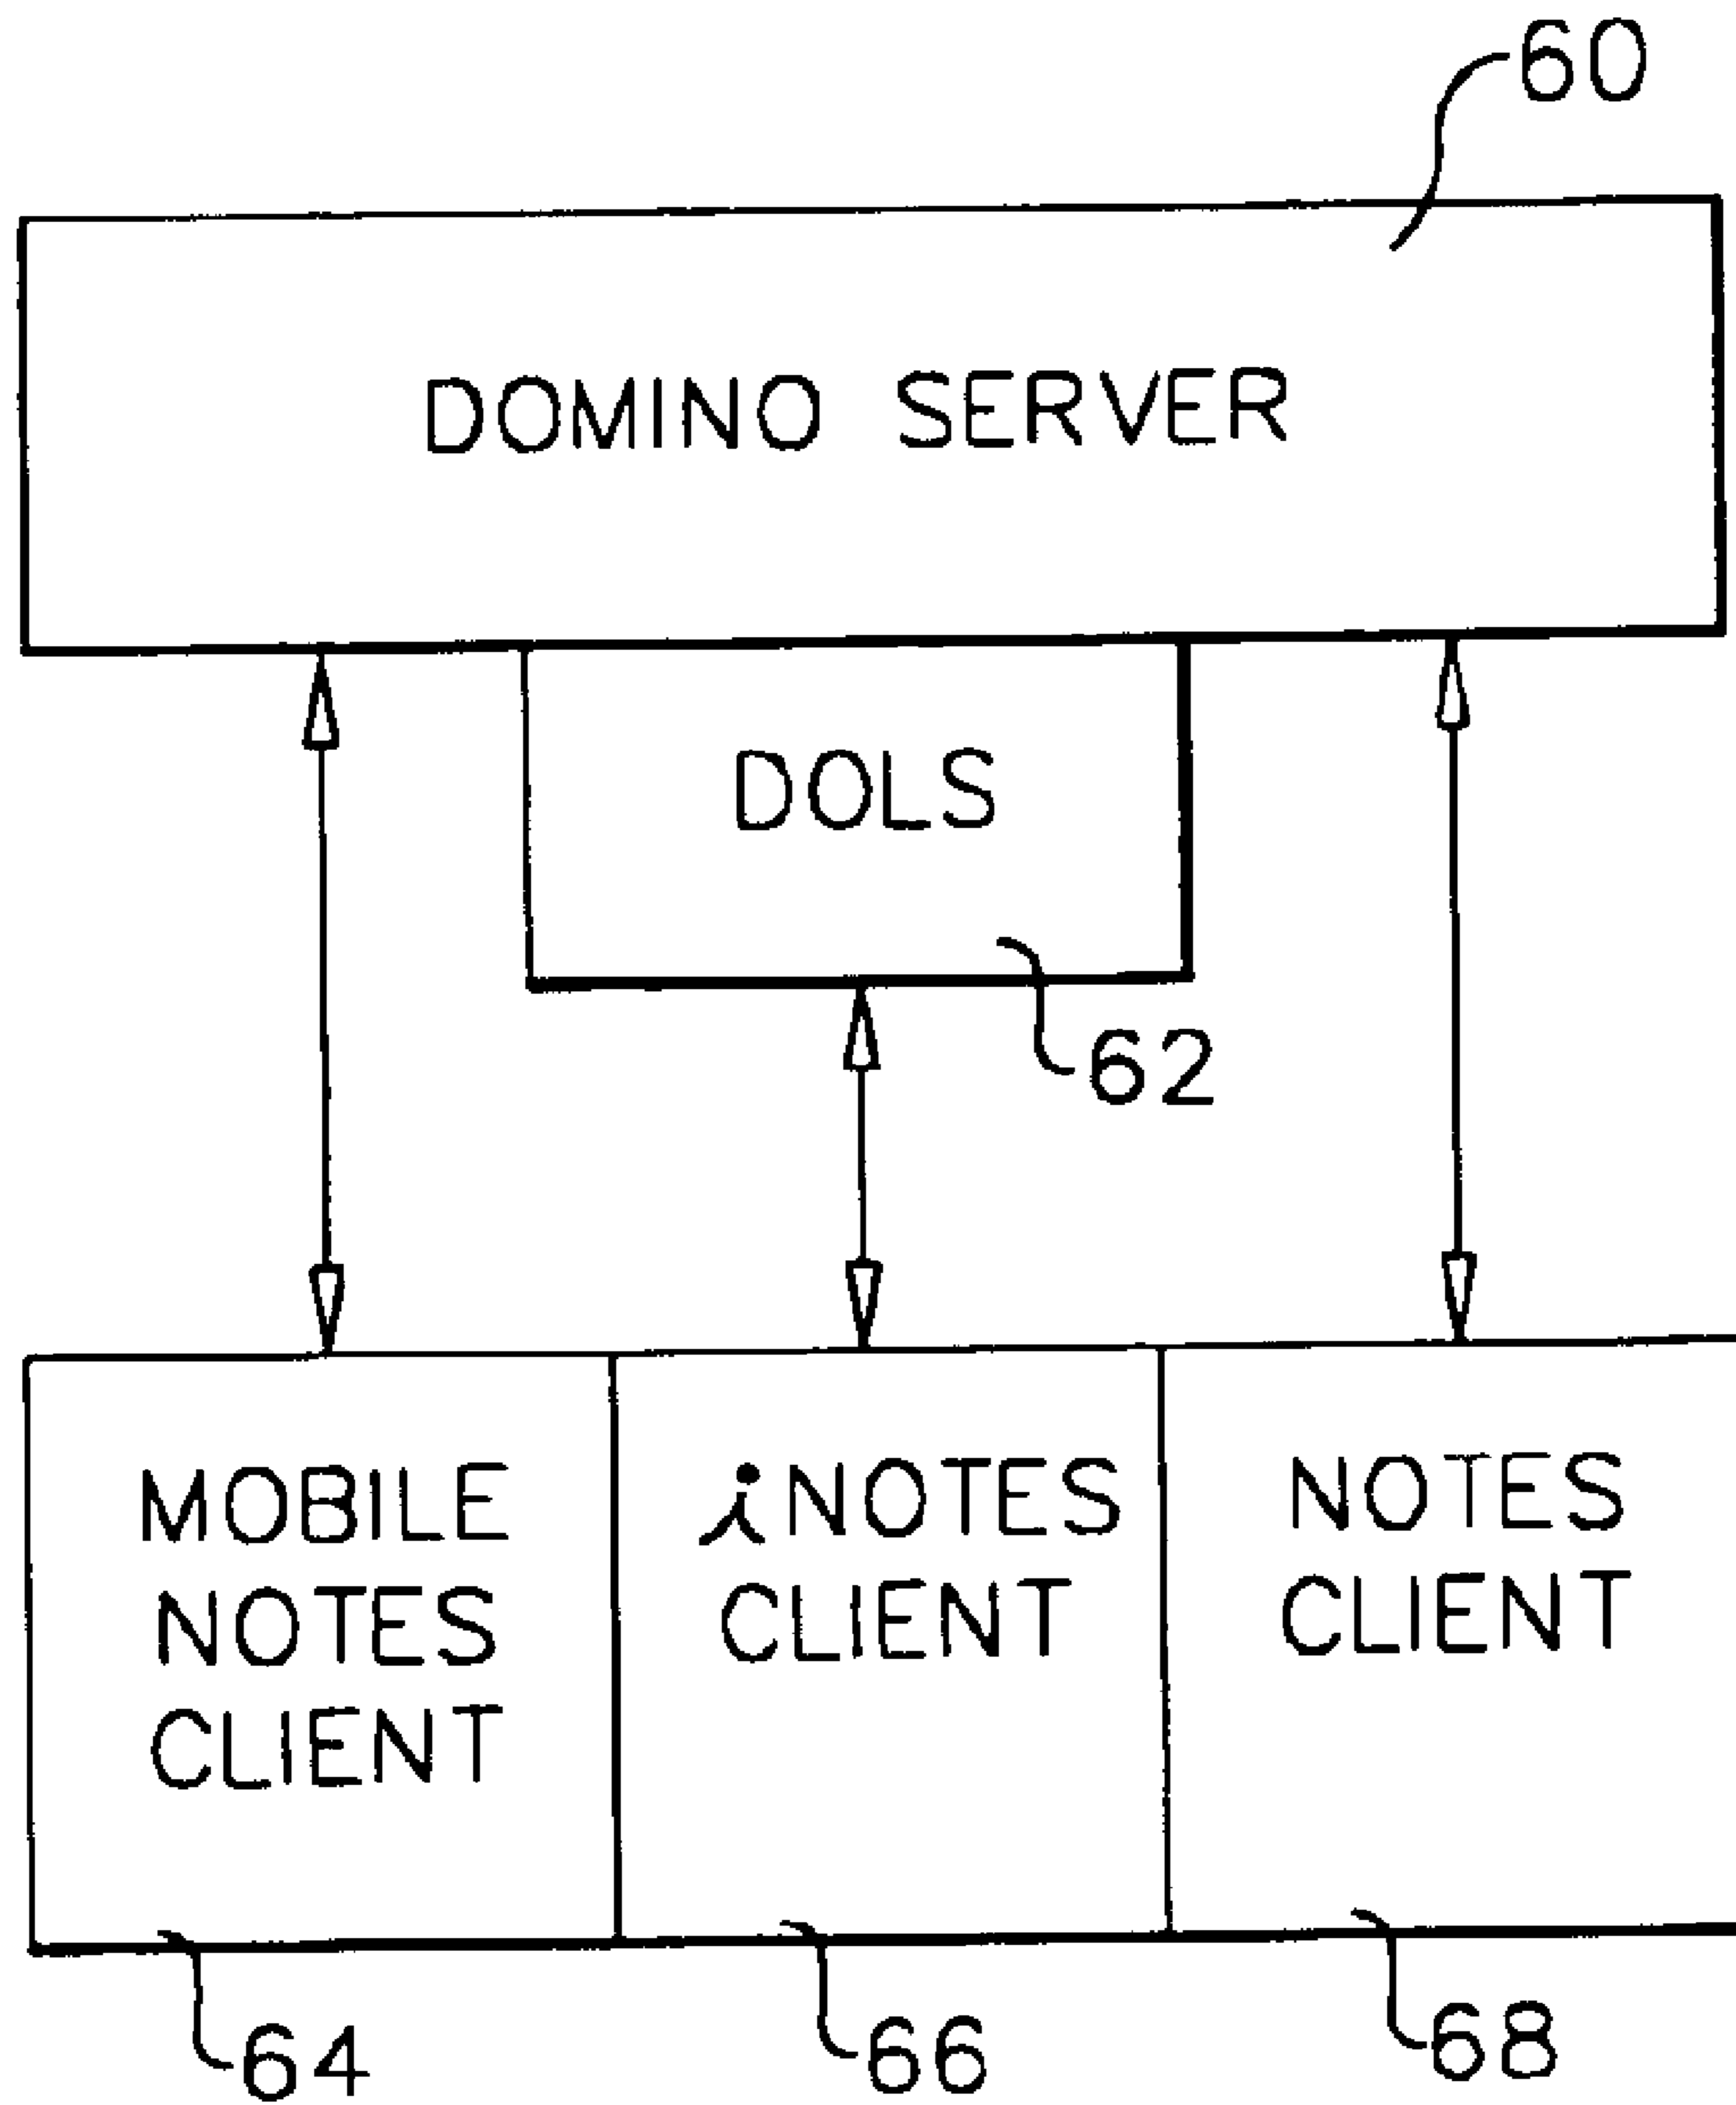 60
DOMINO SERVER
DOLS
62
MOBILE
NOTES
CLIENT
iNOTES
CLIENT
NOTES
CLIENT
64
66
68